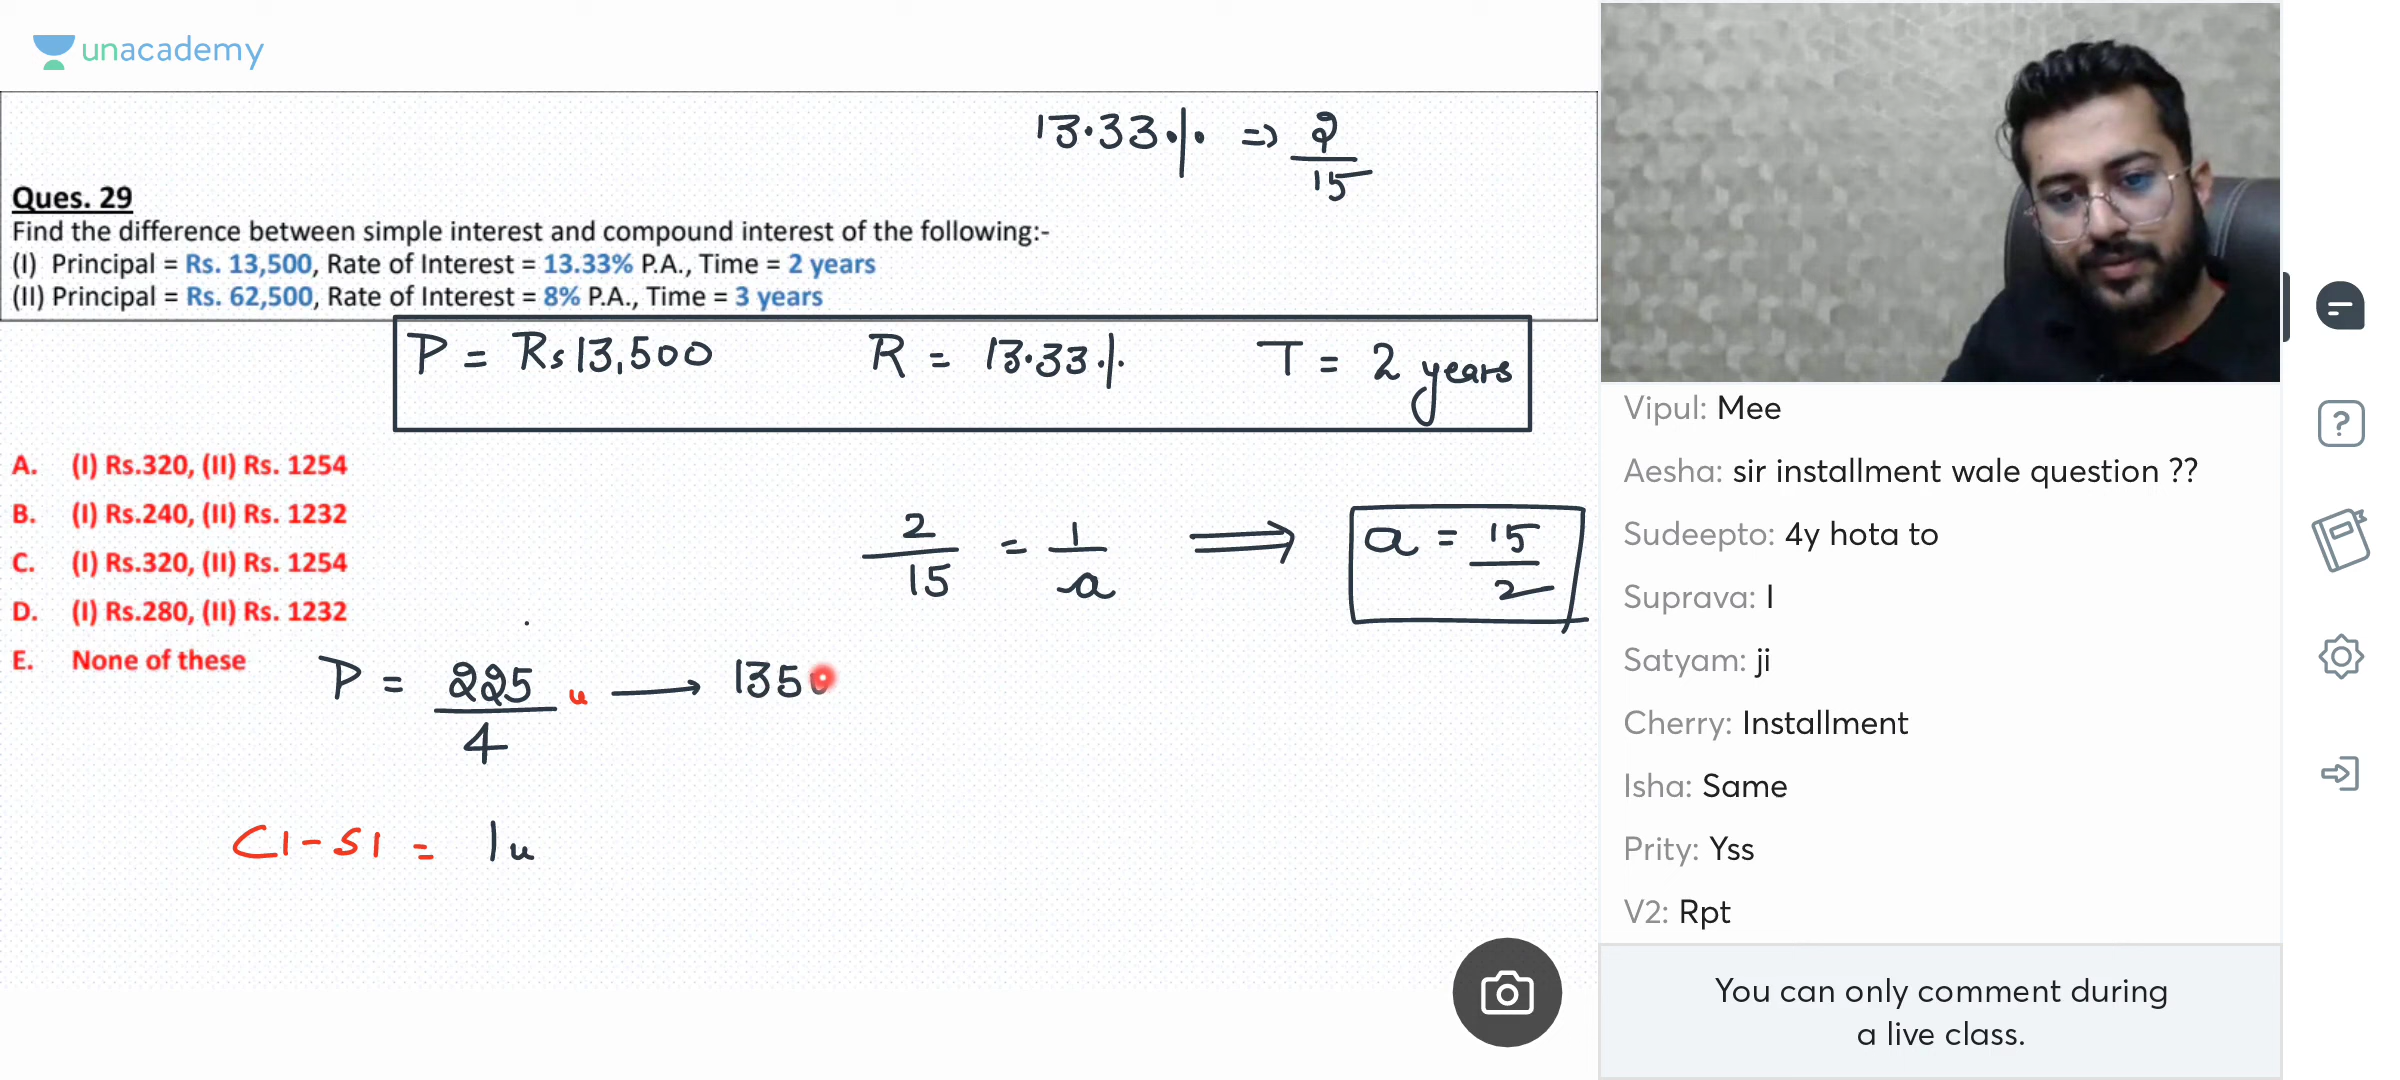 unacademy
13.33% => 2/15
Ques. 29
Find the difference between simple interest and compound interest of the following:-
(I) Principal = Rs. 13,500, Rate of Interest = 13.33% P.A., Time = 2 years
(II) Principal = Rs. 62,500, Rate of Interest = 8% P.A., Time = 3 years
P = Rs 13,500 R = 13.33% T = 2 years
A. (I) Rs.320, (II) Rs. 1254
B. (I) Rs.240, (II) Rs. 1232
C. (I) Rs.320, (II) Rs. 1254
D. (I) Rs.280, (II) Rs. 1232
E. None of these
2/15 = 1/a ⟹ a = 15/2
P = 225/4 u → 1350
CI-SI = 1u
Vipul: Mee
Aesha: sir installment wale question ??
Sudeepto: 4y hota to
Suprava: I
Satyam: ji
Cherry: Installment
Isha: Same
Prity: Yss
V2: Rpt
You can only comment during
a live class.
?